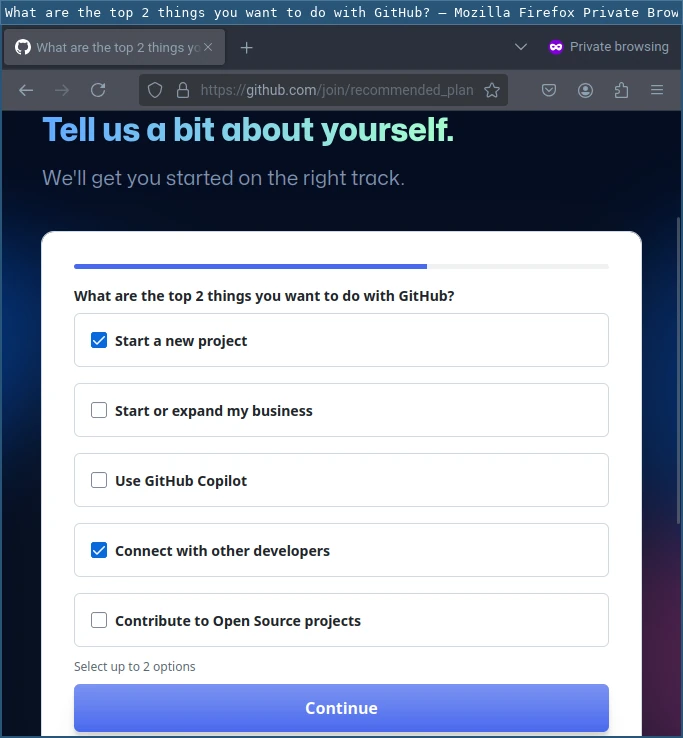 What are the top 2 things you want to do with GitHub? — Mozilla Firefox Private Brow
What are the top 2 things yo
Private browsing
https://github.com/join/recommended_plan
Tell us a bit about yourself.
We'll get you started on the right track.
What are the top 2 things you want to do with GitHub?
Start a new project
Start or expand my business
Use GitHub Copilot
Connect with other developers
Contribute to Open Source projects
Select up to 2 options
Continue